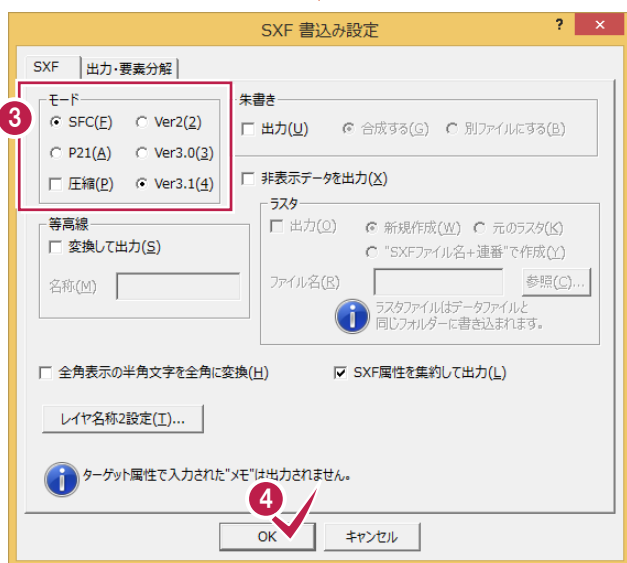 SXF 書込み設定
? ×
SXF 出力・要素分解
3
モード
SFC(F) Ver2(2)
P21(A) Ver3.0(3)
圧縮(P) Ver3.1(4)
朱書き
出力(U) 合成する(G) 別ファイルにする(B)
非表示データを出力(X)
等高線
変換して出力(S)
名称(M)
ラスタ
出力(O) 新規作成(W) 元のラスタ(K)
"SXFファイル名+連番"で作成(Y)
ファイル名(R) 参照(C)...
ラスタファイルはデータファイルと
同じフォルダーに書き込まれます。
全角表示の半角文字を全角に変換(H) SXF属性を集約して出力(L)
レイヤ名称2設定(T)...
ターゲット属性で入力された"メモ"は出力されません。
4
OK キャンセル